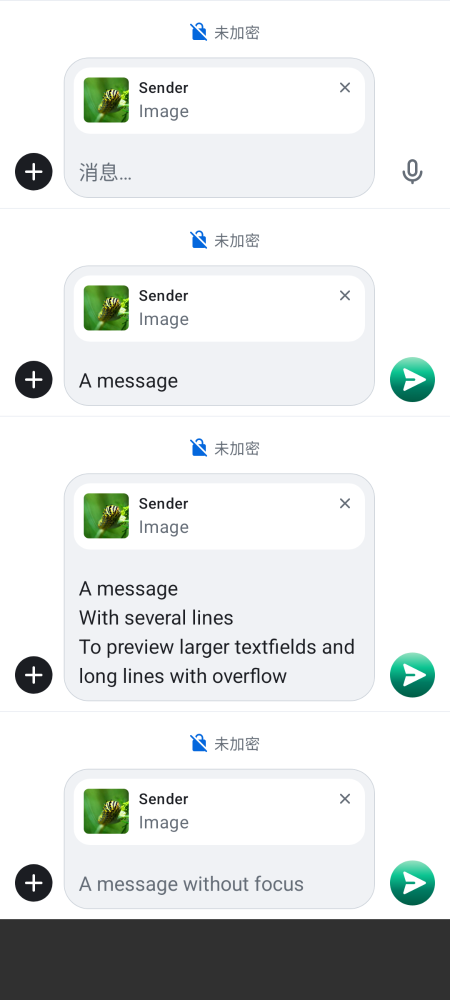 未加密
Sender
Image
消息…
未加密
Sender
Image
A message
未加密
Sender
Image
A message
With several lines
To preview larger textfields and
long lines with overflow
未加密
Sender
Image
A message without focus